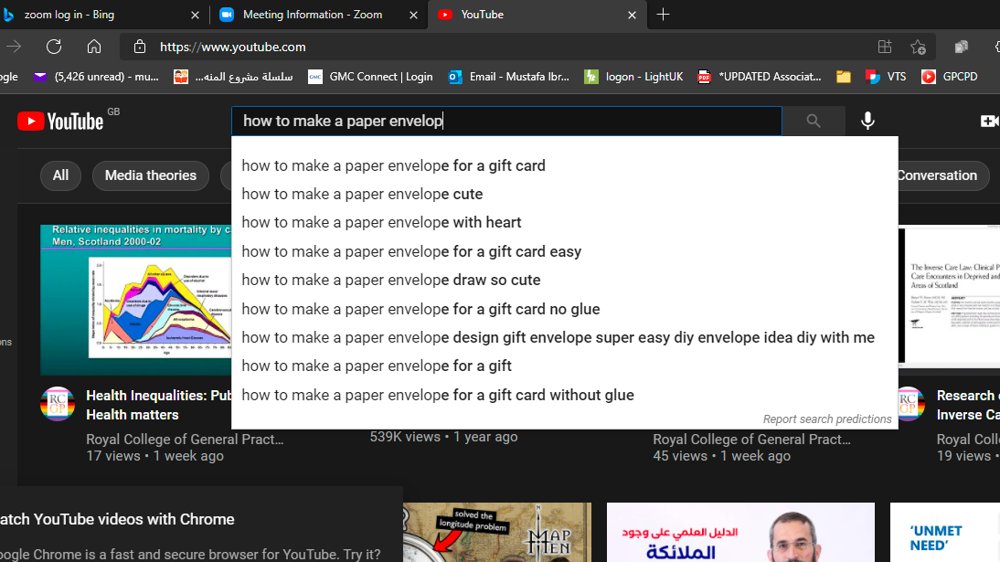 zoom log in - Bing
Meeting Information - Zoom
YouTube
https://www.youtube.com
ogle
(5,426 unread) - mu...
سلسلة مشروع المنه...
GMC Connect | Login
Email - Mustafa Ibr...
logon - LightUK
*UPDATED Associat...
VTS
GPCPD
YouTube GB
how to make a paper envelop
how to make a paper envelope for a gift card
how to make a paper envelope cute
how to make a paper envelope with heart
how to make a paper envelope for a gift card easy
how to make a paper envelope draw so cute
how to make a paper envelope for a gift card no glue
how to make a paper envelope design gift envelope super easy diy envelope idea diy with me
how to make a paper envelope for a gift
how to make a paper envelope for a gift card without glue
Report search predictions
All
Media theories
Conversation
Relative inequalities in mortality by c
Men, Scotland 2000-02
The Inverse Care Law: Clinical P
Care Encounters in Deprived and
Areas of Scotland
ons
RC
GP
Health Inequalities: Pub
Health matters
Royal College of General Pract...
17 views • 1 week ago
539K views • 1 year ago
Royal College of General Pract...
45 views • 1 week ago
RC
GP
Research
Inverse Ca
Royal Coll
19 views •
atch YouTube videos with Chrome
oogle Chrome is a fast and secure browser for YouTube. Try it?
solved the
longitude problem
N
MAP
MEN
الدليل العلمي على وجود
الملائكة
'UNMET
NEED'